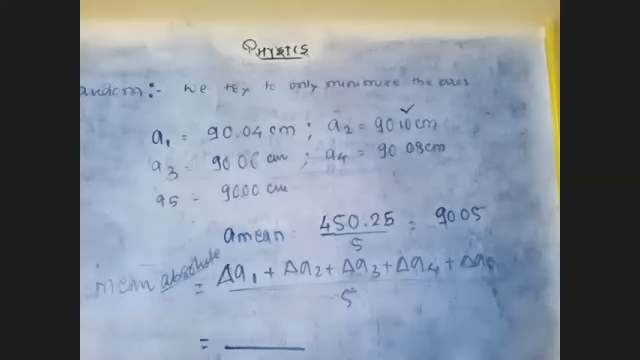 PHYSICS
andom:- We try to only minimize the error
a1 = 90.04 cm ; a2 = 90 10 cm
a3 = 90 06 cm ; a4 = 90 08 cm
a5 = 90.00 cm
amean = 450.25 / 5 = 90 05
mean absolute = Δa1 + Δa2 + Δa3 + Δa4 + Δa5 / 5
=